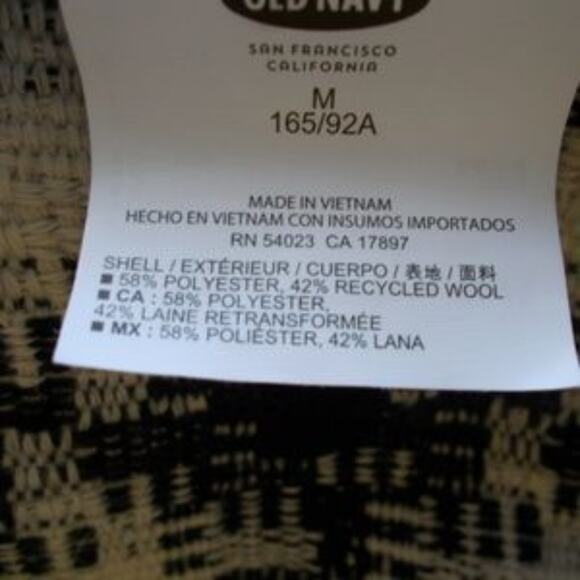 OLD NAVY
SAN FRANCISCO
CALIFORNIA
M
165/92A
MADE IN VIETNAM
HECHO EN VIETNAM CON INSUMOS IMPORTADOS
RN 54023 CA 17897
SHELL / EXTÉRIEUR / CUERPO / 表地 / 面料
■ 58% POLYESTER, 42% RECYCLED WOOL
■ CA : 58% POLYESTER,
42% LAINE RETRANSFORMÉE
■ MX : 58% POLIÉSTER, 42% LANA